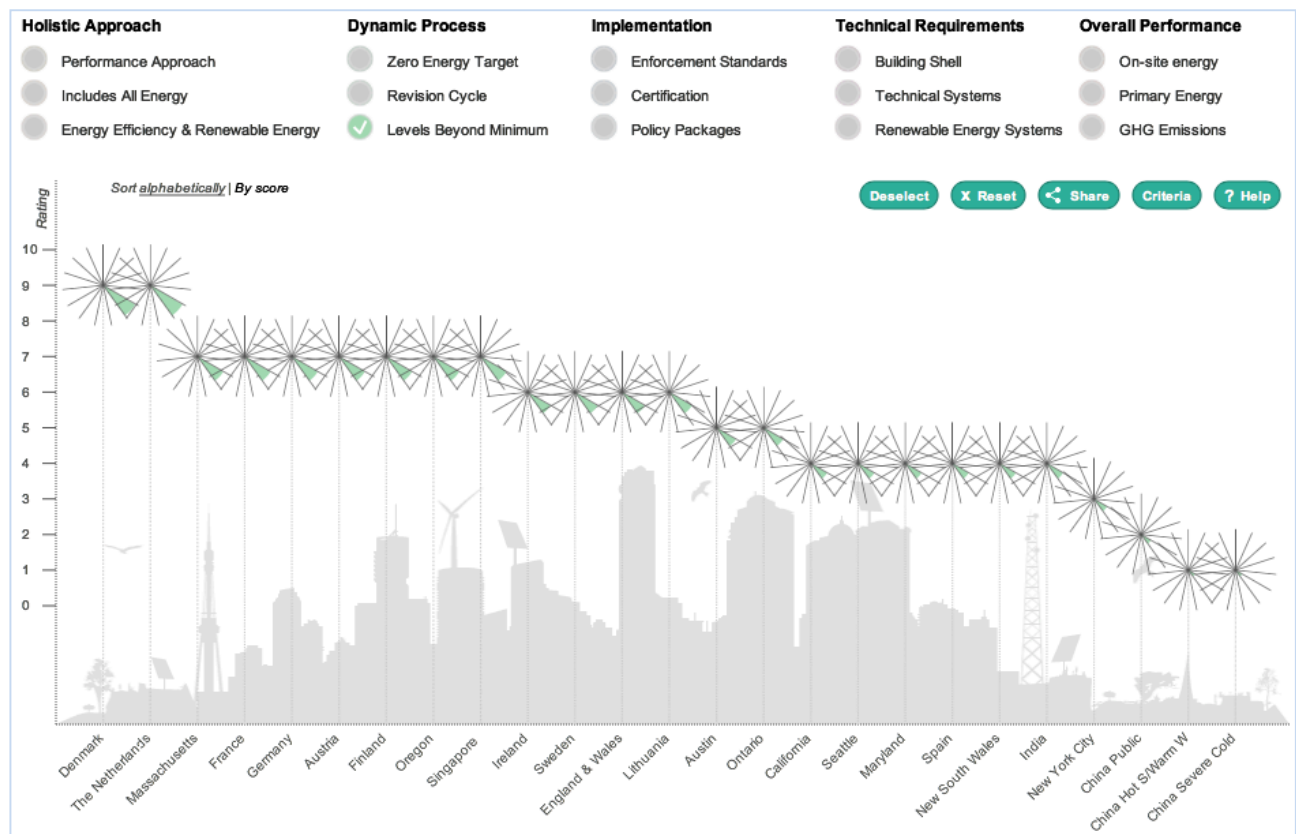 Holistic Approach
Performance Approach
Includes All Energy
Energy Efficiency & Renewable Energy
Dynamic Process
Zero Energy Target
Revision Cycle
Levels Beyond Minimum
Implementation
Enforcement Standards
Certification
Policy Packages
Technical Requirements
Building Shell
Technical Systems
Renewable Energy Systems
Overall Performance
On-site energy
Primary Energy
GHG Emissions
Sort alphabetically | By score
Deselect
X Reset
Share
Criteria
? Help
Rating
10
9
8
7
6
5
4
3
2
1
0
Denmark
The Netherlands
Massachusetts
France
Germany
Austria
Finland
Oregon
Singapore
Ireland
Sweden
England & Wales
Lithuania
Austin
Ontario
California
Seattle
Maryland
Spain
New South Wales
India
New York City
China Public
China Hot S/Warm W
China Severe Cold